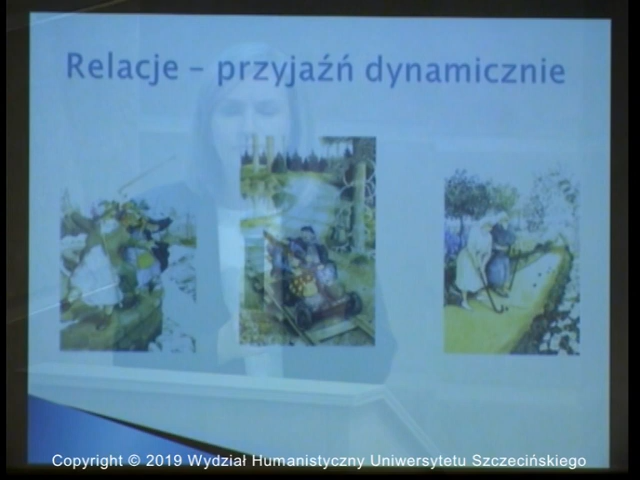 Relacje – przyjaźń dynamicznie
Copyright © 2019 Wydział Humanistyczny Uniwersytetu Szczecińskiego